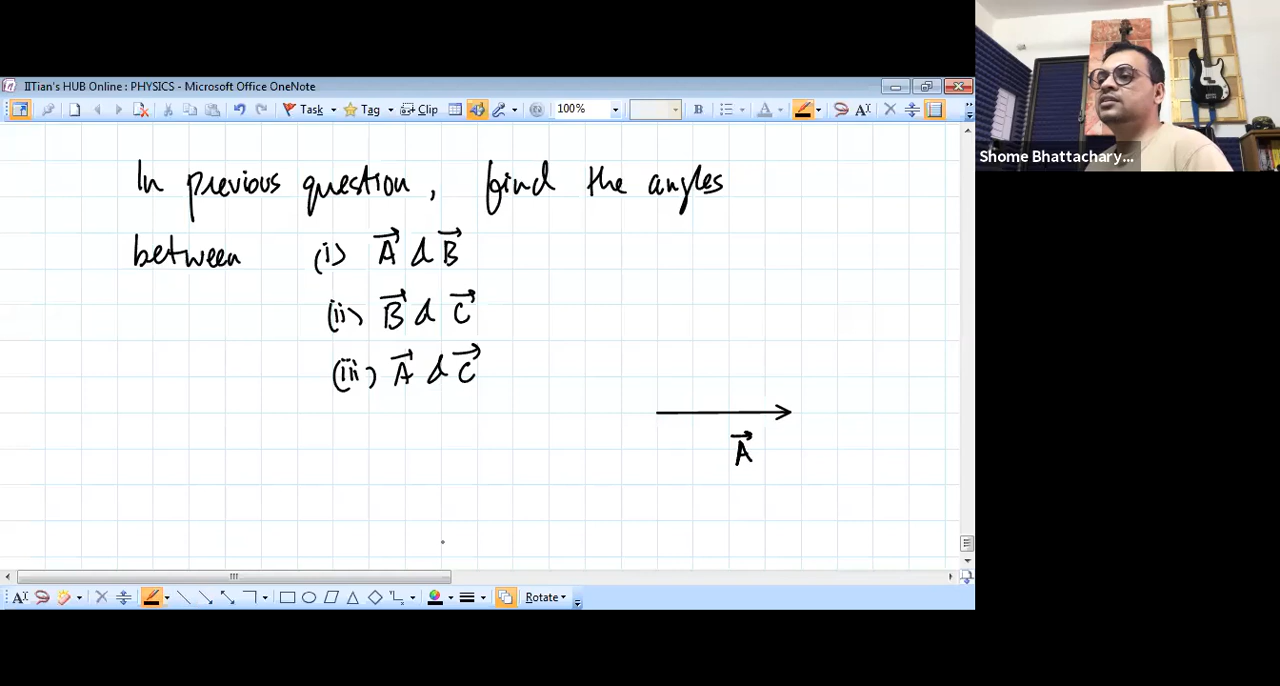 IITian's HUB Online : PHYSICS - Microsoft Office OneNote
Task Tag Clip 100% B A
In previous question, find the angles
between (i) A⃗ & B⃗
(ii) B⃗ & C⃗
(iii) A⃗ & C⃗
A⃗
Rotate
Shome Bhattachary...